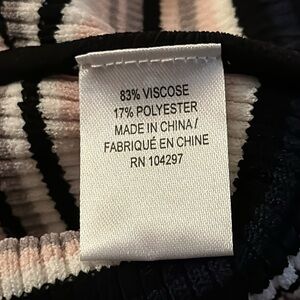 83% VISCOSE
17% POLYESTER
MADE IN CHINA/
FABRIQUÉ EN CHINE
RN 104297